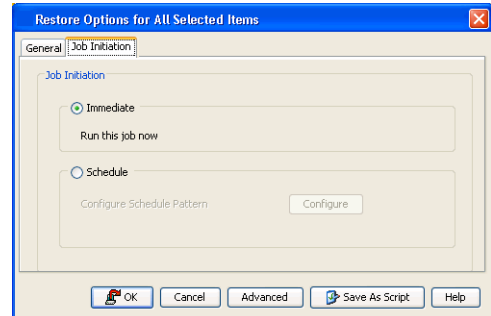 Restore Options for All Selected Items
General Job Initiation
Job Initiation
Immediate
Run this job now
Schedule
Configure Schedule Pattern Configure
OK Cancel Advanced Save As Script Help